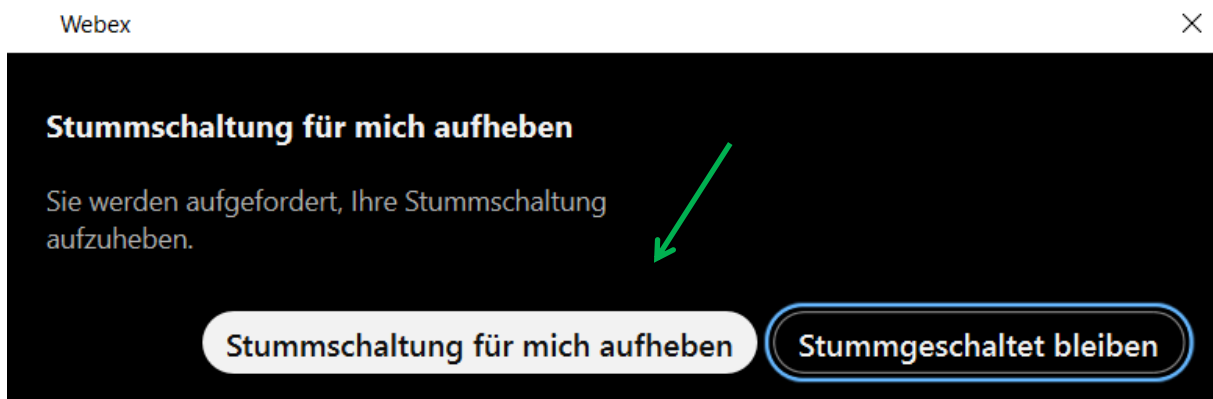 Webex
Stummschaltung für mich aufheben
Sie werden aufgefordert, Ihre Stummschaltung
aufzuheben.
Stummschaltung für mich aufheben
Stummgeschaltet bleiben